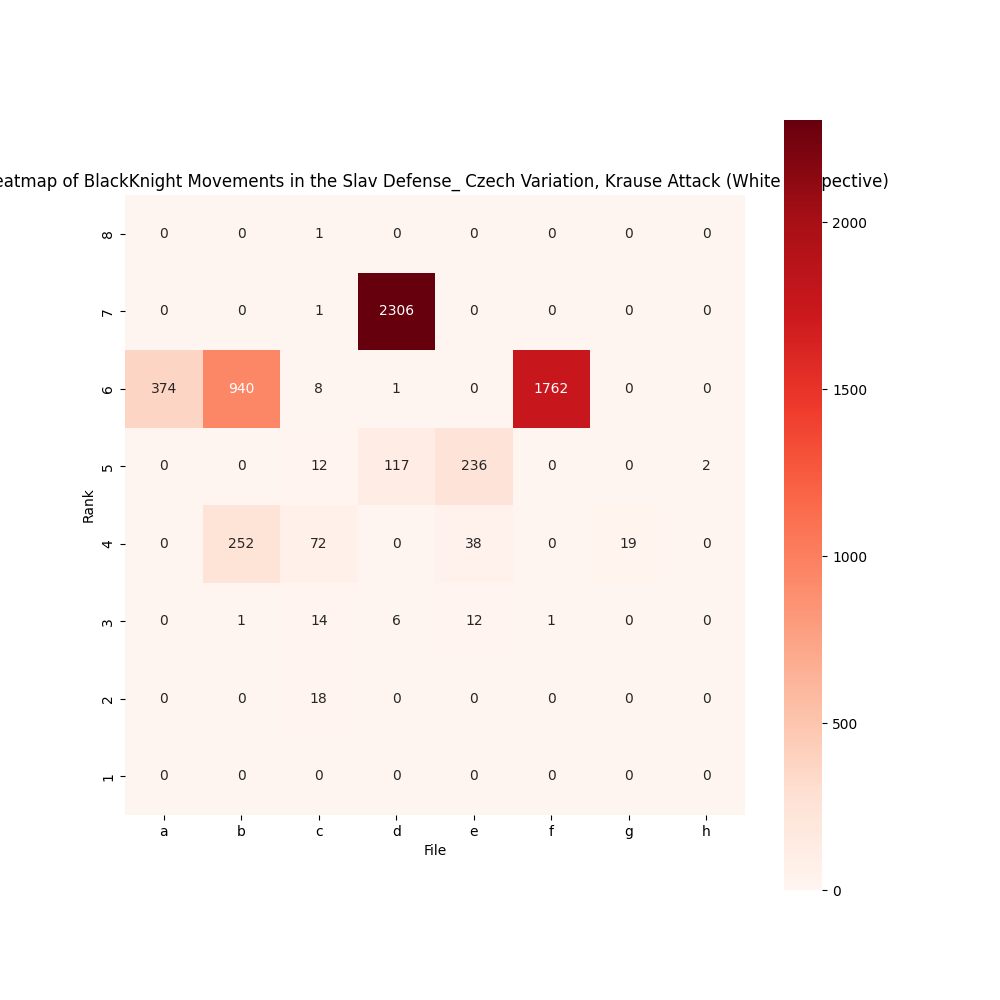 eatmap of BlackKnight Movements in the Slav Defense_ Czech Variation, Krause Attack (White pective)
8 0 0 1 0 0 0 0 0
7 0 0 1 2306 0 0 0 0
6 374 940 8 1 0 1762 0 0
5 0 0 12 117 236 0 0 2
4 0 252 72 0 38 0 19 0
3 0 1 14 6 12 1 0 0
2 0 0 18 0 0 0 0 0
1 0 0 0 0 0 0 0 0
a b c d e f g h
File
Rank
2000
1500
1000
500
0